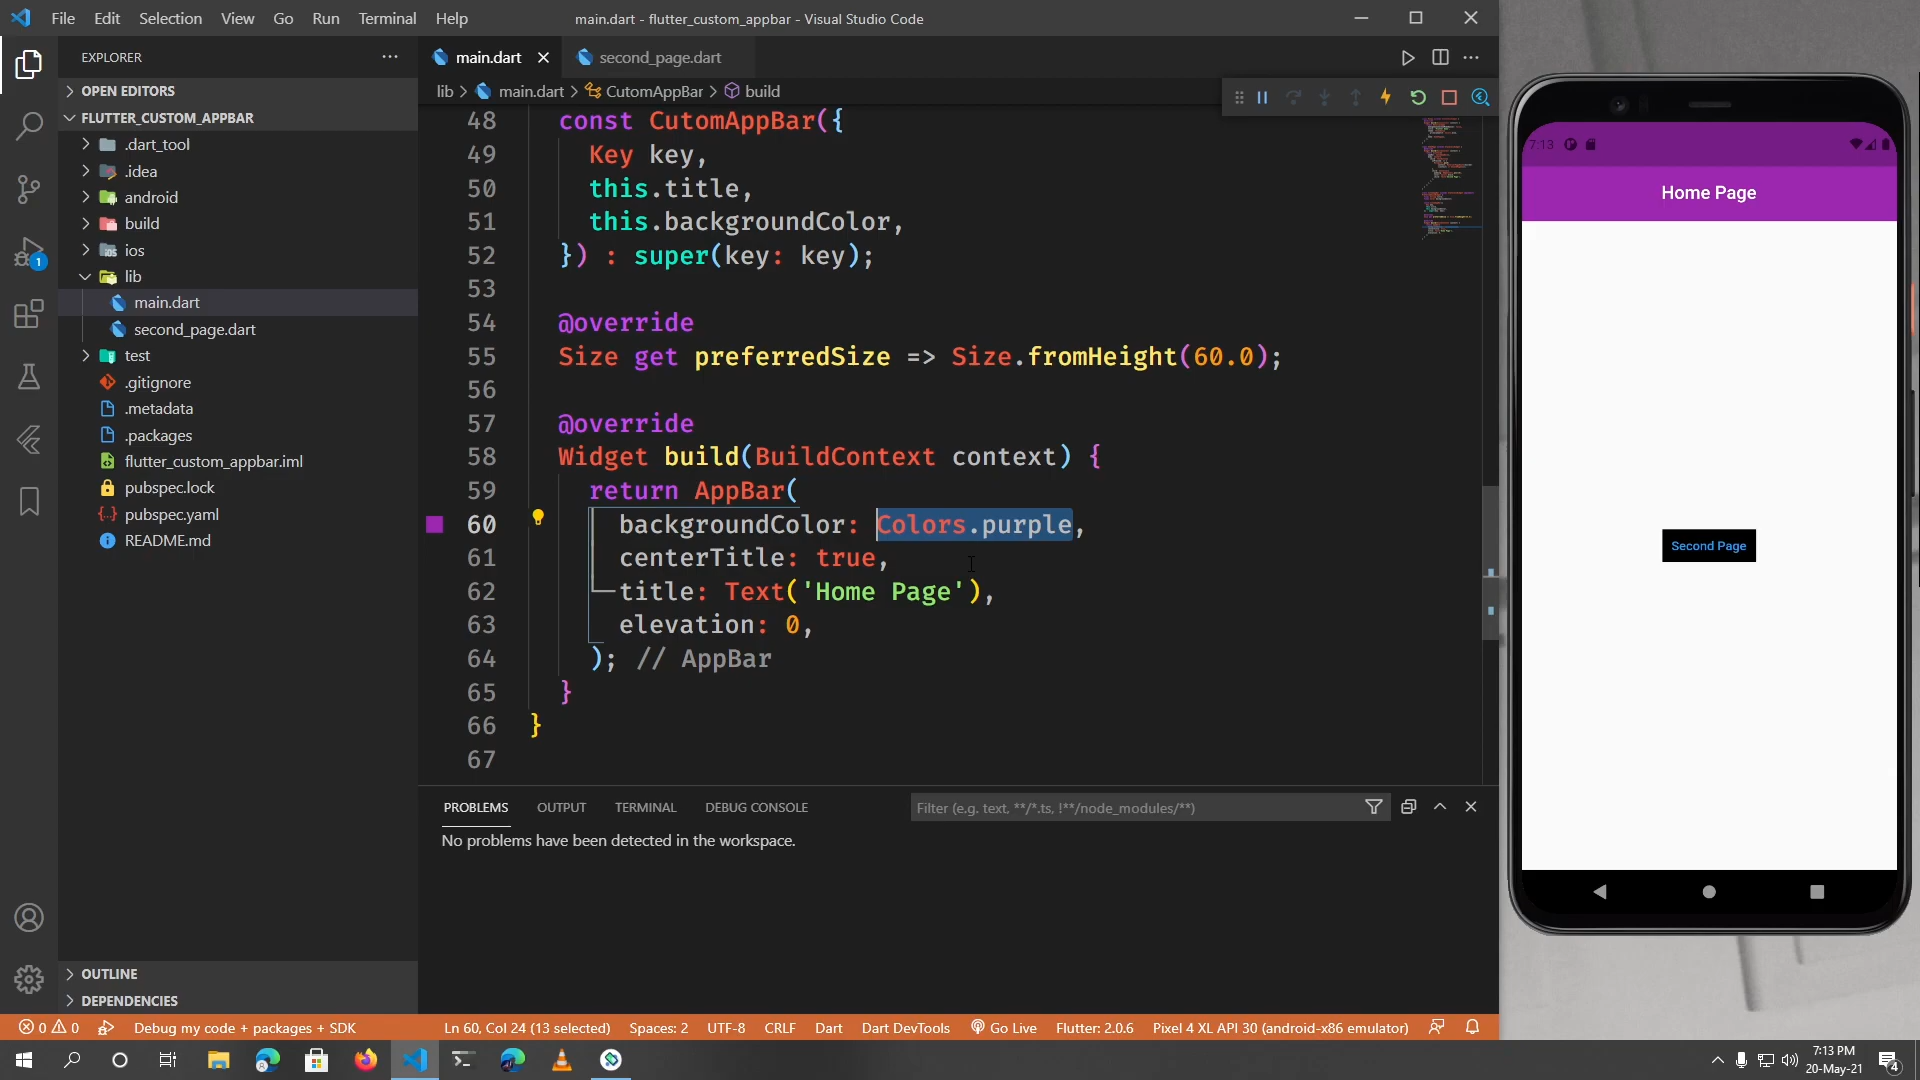 File Edit Selection View Go Run Terminal Help
main.dart - flutter_custom_appbar - Visual Studio Code
EXPLORER
OPEN EDITORS
FLUTTER_CUSTOM_APPBAR
.dart_tool
.idea
android
build
ios
lib
main.dart
second_page.dart
test
.gitignore
.metadata
.packages
flutter_custom_appbar.iml
pubspec.lock
pubspec.yaml
README.md
OUTLINE
DEPENDENCIES
1
main.dart second_page.dart
lib > main.dart > CutomAppBar > build
48 const CutomAppBar({
49 Key key,
50 this.title,
51 this.backgroundColor,
52 }) : super(key: key);
53
54 @override
55 Size get preferredSize => Size.fromHeight(60.0);
56
57 @override
58 Widget build(BuildContext context) {
59 return AppBar(
60 backgroundColor: Colors.purple,
61 centerTitle: true,
62 title: Text('Home Page'),
63 elevation: 0,
64 ); // AppBar
65 }
66 }
67
PROBLEMS OUTPUT TERMINAL DEBUG CONSOLE
Filter (e.g. text, **/*.ts, !**/node_modules/**)
No problems have been detected in the workspace.
7:13
Home Page
Second Page
0 0 Debug my code + packages + SDK Ln 60, Col 24 (13 selected) Spaces: 2 UTF-8 CRLF Dart Dart DevTools Go Live Flutter: 2.0.6 Pixel 4 XL API 30 (android-x86 emulator)
7:13 PM
20-May-21
4